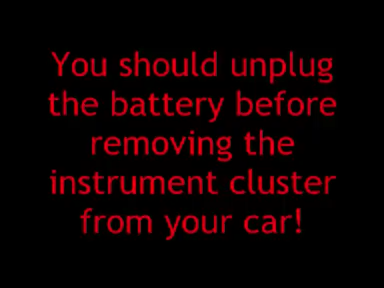 You should unplug
the battery before
removing the
instrument cluster
from your car!